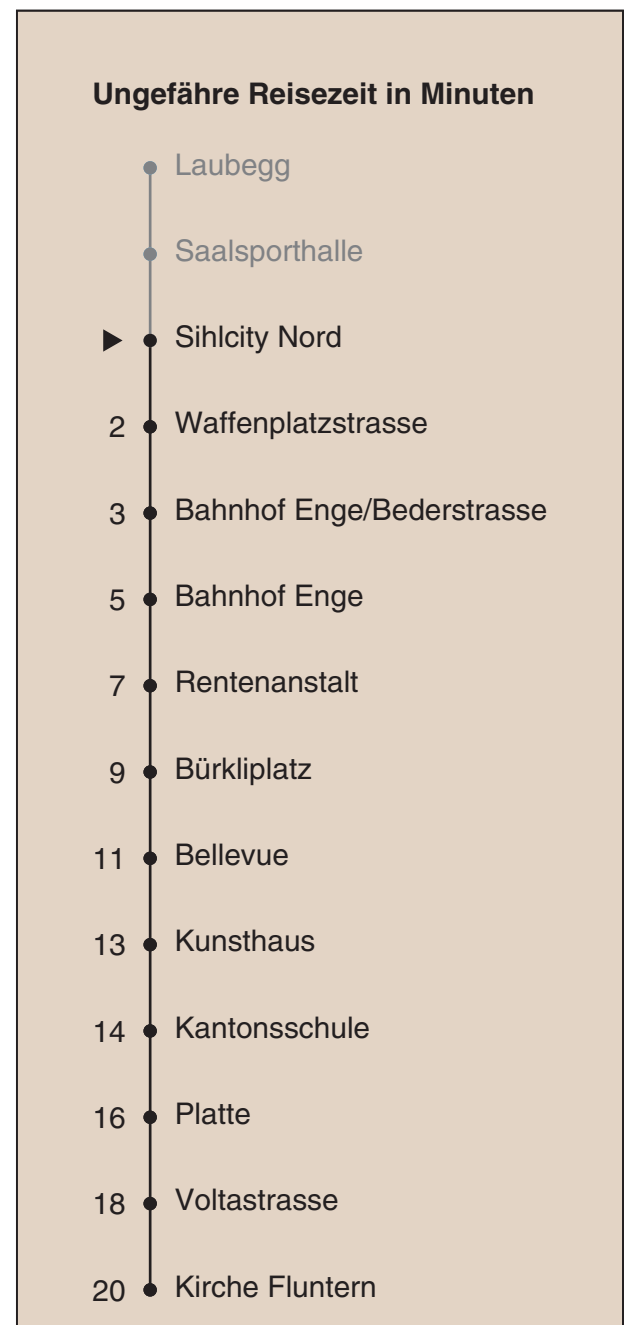 Ungefähre Reisezeit in Minuten
Laubegg
Saalsporthalle
Sihlcity Nord
2 Waffenplatzstrasse
3 Bahnhof Enge/Bederstrasse
5 Bahnhof Enge
7 Rentenanstalt
9 Bürkliplatz
11 Bellevue
13 Kunsthaus
14 Kantonsschule
16 Platte
18 Voltastrasse
20 Kirche Fluntern